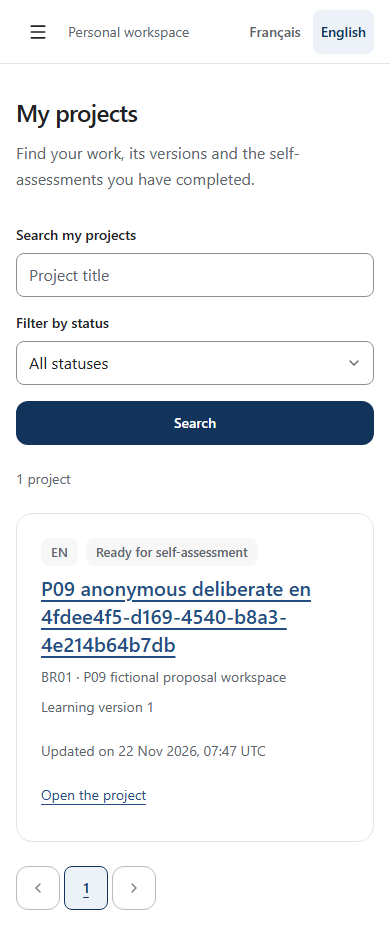 Personal workspace
Français
English
My projects
Find your work, its versions and the self-
assessments you have completed.
Search my projects
Project title
Filter by status
All statuses
Search
1 project
EN
Ready for self-assessment
P09 anonymous deliberate en
4fdee4f5-d169-4540-b8a3-
4e214b64b7db
BR01 · P09 fictional proposal workspace
Learning version 1
Updated on 22 Nov 2026, 07:47 UTC
Open the project
1